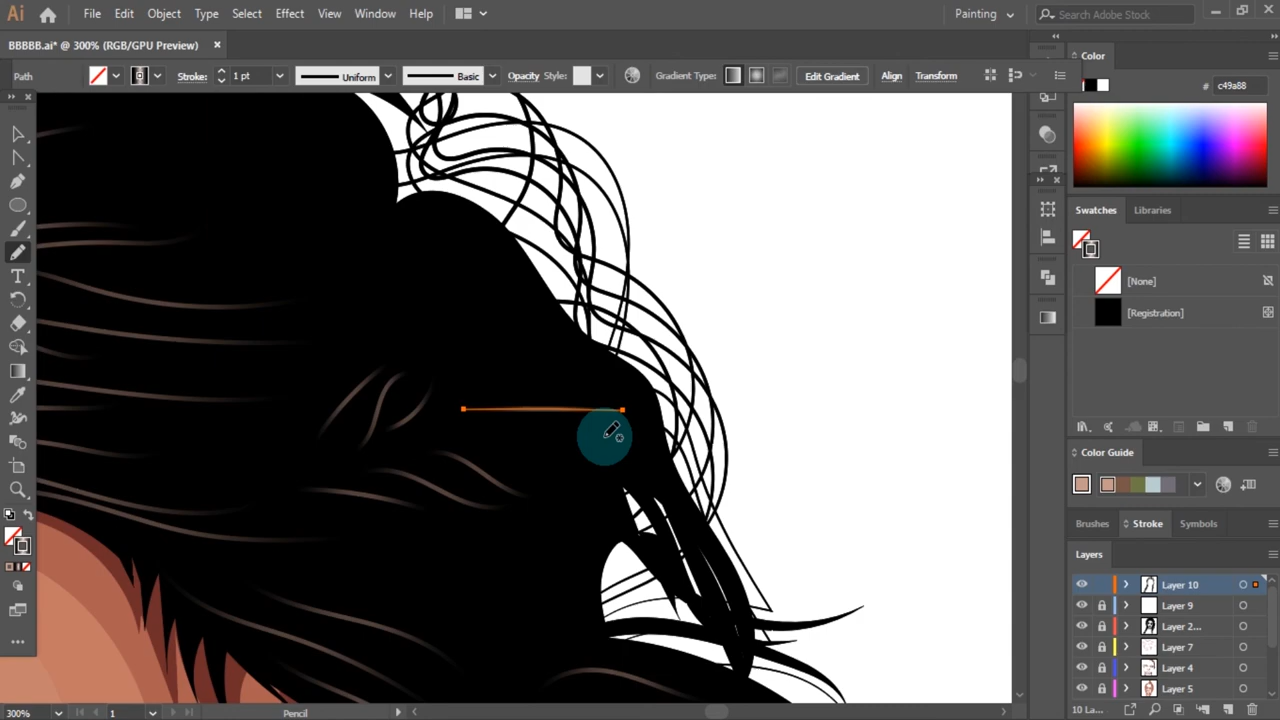 Ai File Edit Object Type Select Effect View Window Help Painting Search Adobe Stock
BBBBB.ai* @ 300% (RGB/GPU Preview) ×
Path Stroke: 1 pt Uniform Basic Opacity Style: Gradient Type: Edit Gradient Align Transform
Color
# c49a88
Swatches Libraries
[None]
[Registration]
Color Guide
Brushes Stroke Symbols
Layers
Layer 10
Layer 9
Layer 2...
Layer 7
Layer 4
Layer 5
10 La...
300% 1 Pencil